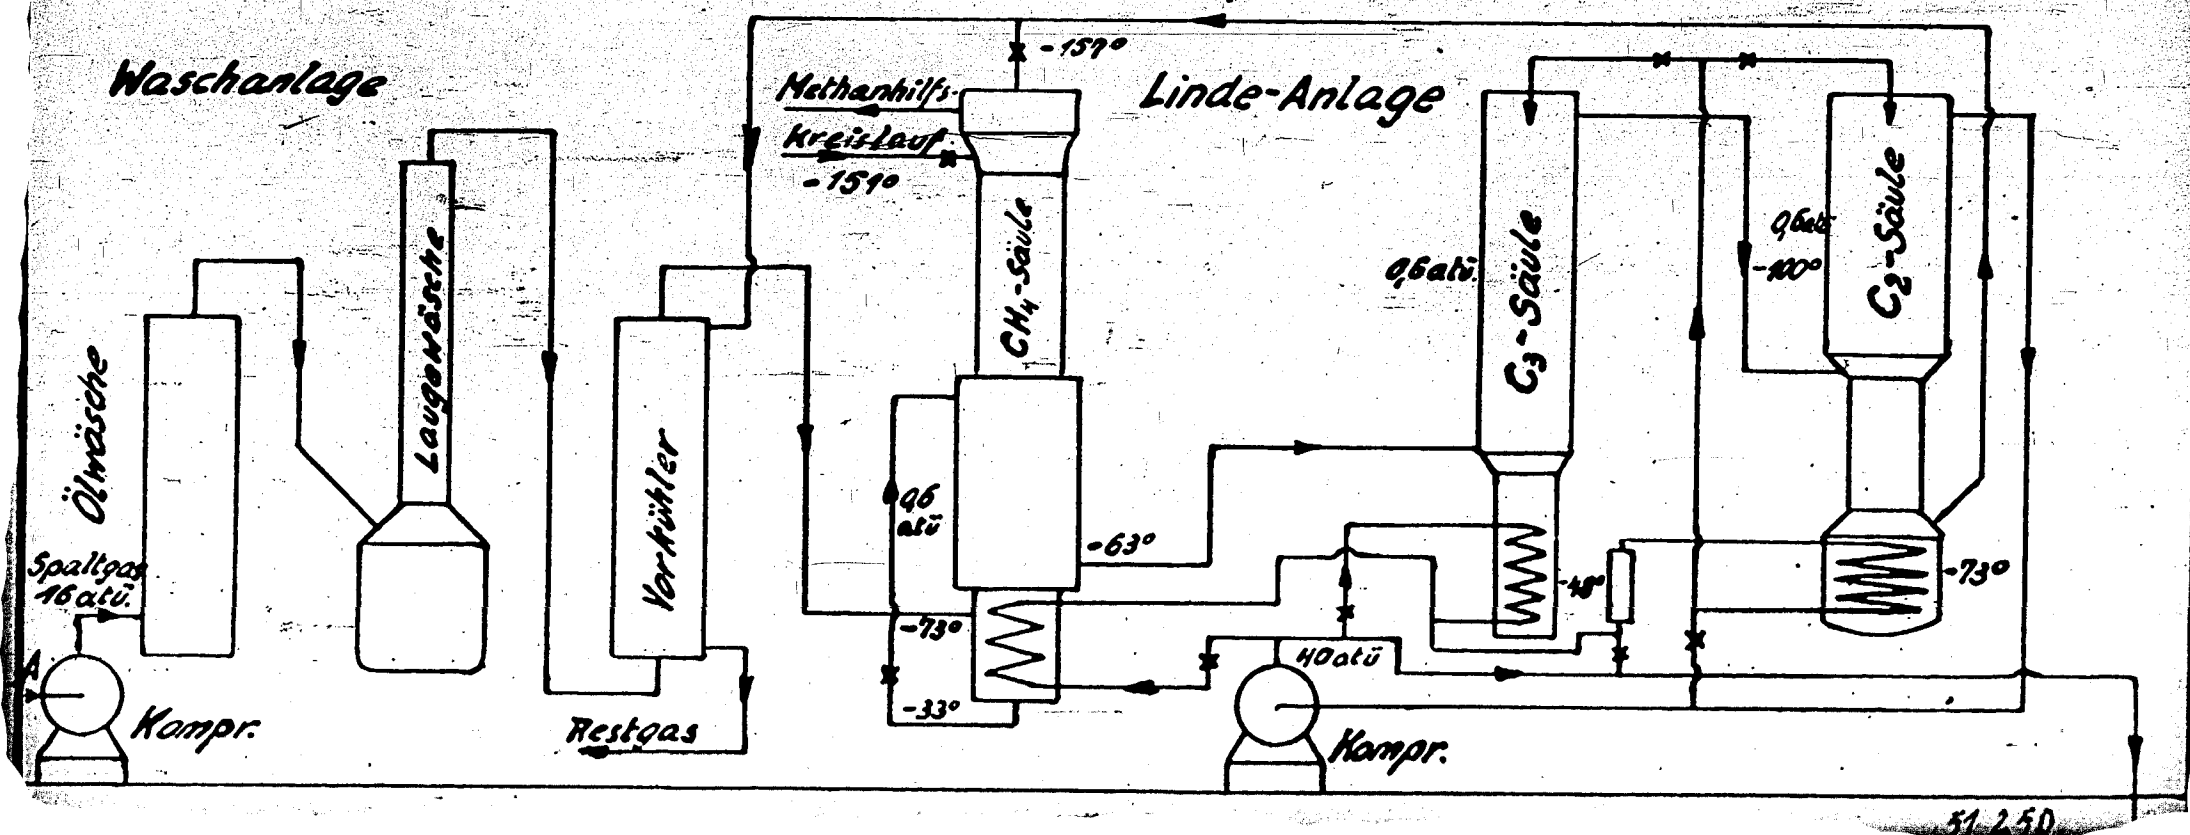 Waschanlage
Linde-Anlage
-157°
Methanhilfs-
Kreislauf
-151°
Ölwäsche
Laugenwäsche
Vorkühler
CH₄-Säule
C₃-Säule
C₂-Säule
0,6 atü.
0,6 atü
-100°
0,6
atü
-63°
-48°
-73°
-73°
-33°
40 atü
Spaltgas
16 atü.
A
Kompr.
Restgas
Kompr.